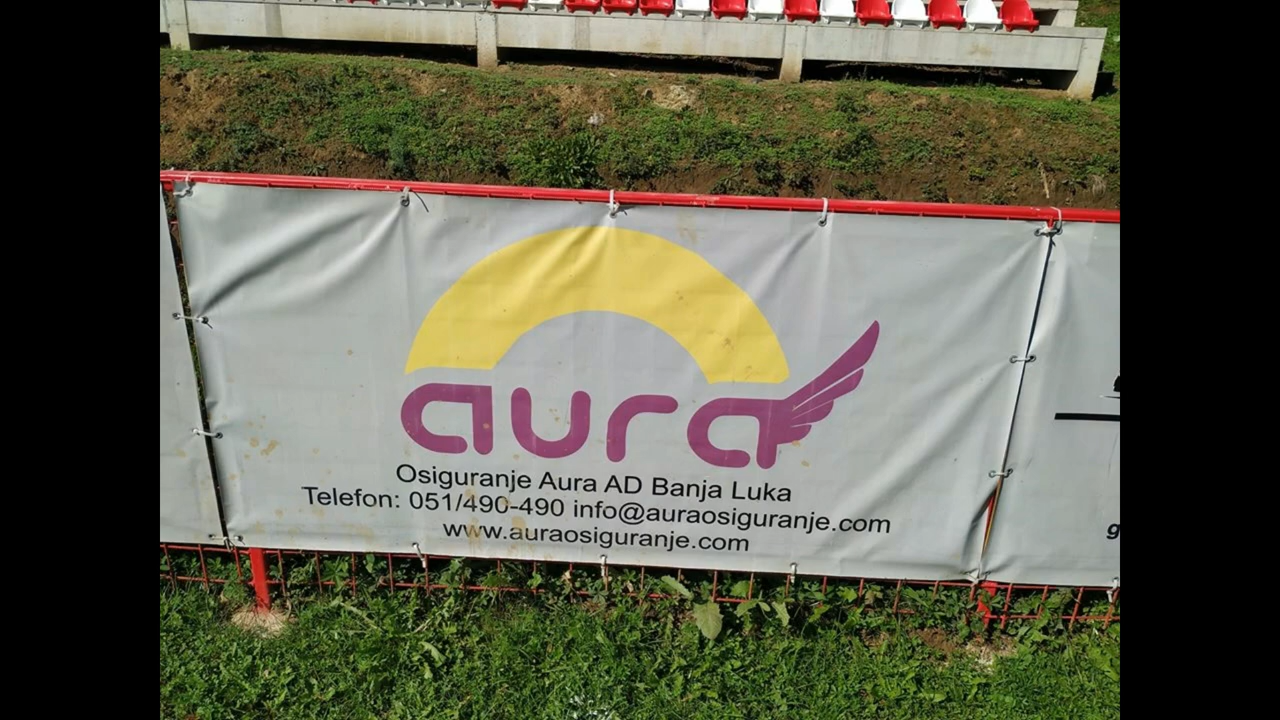 aura
Osiguranje Aura AD Banja Luka
Telefon: 051/490-490 info@auraosiguranje.com
www.auraosiguranje.com